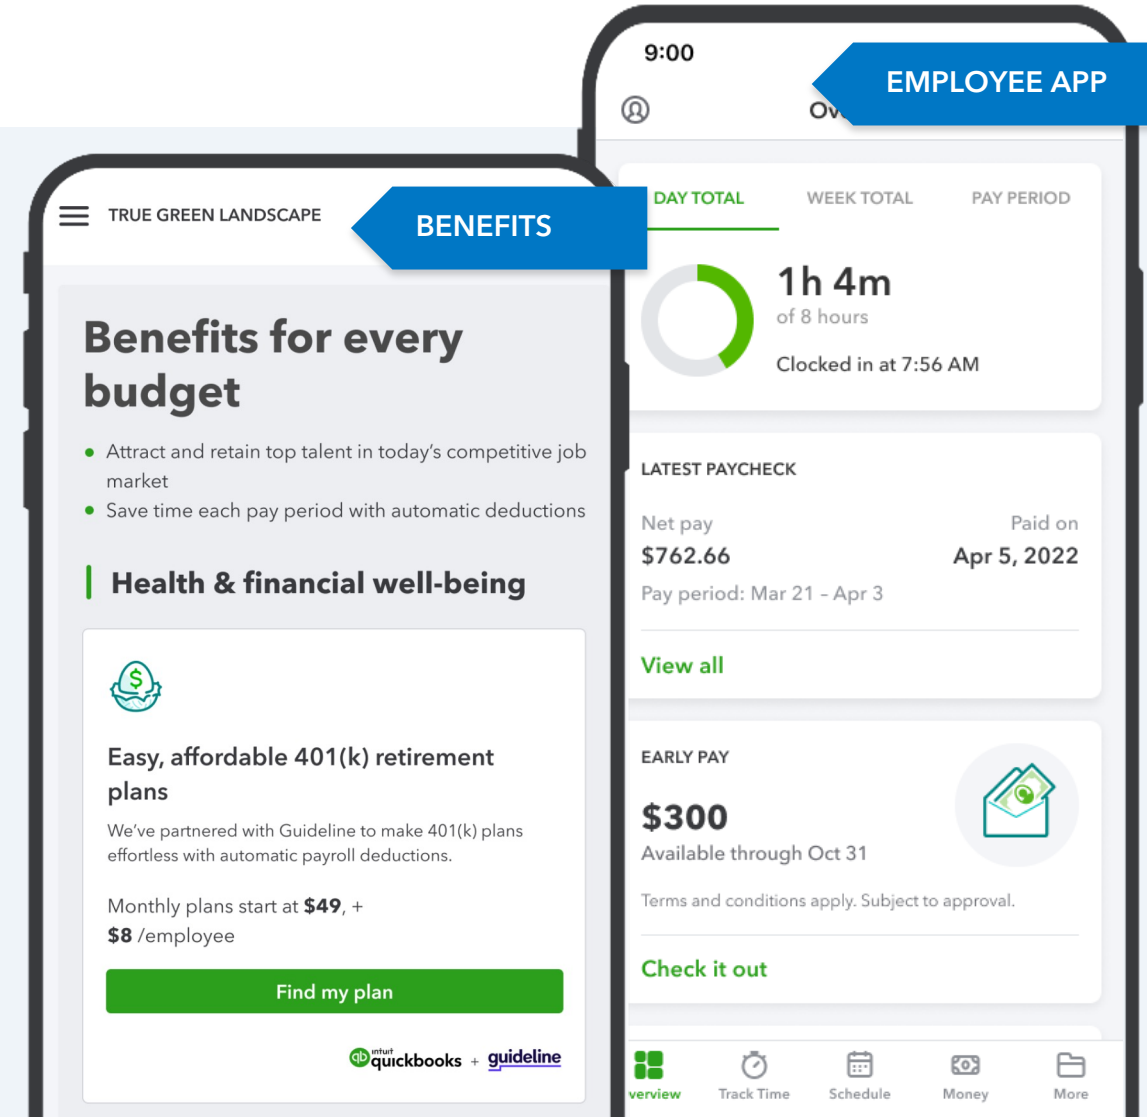 9:00
EMPLOYEE APP
TRUE GREEN LANDSCAPE
BENEFITS
Benefits for every
budget
Attract and retain top talent in today's competitive job
market
Save time each pay period with automatic deductions
Health & financial well-being
$
Easy, affordable 401(k) retirement
plans
We've partnered with Guideline to make 401(k) plans
effortless with automatic payroll deductions.
Monthly plans start at $49, +
$8 /employee
Find my plan
qb intuit quickbooks + guideline
DAY TOTAL WEEK TOTAL PAY PERIOD
1h 4m
of 8 hours
Clocked in at 7:56 AM
LATEST PAYCHECK
Net pay Paid on
$762.66 Apr 5, 2022
Pay period: Mar 21 – Apr 3
View all
EARLY PAY
$300
Available through Oct 31
Terms and conditions apply. Subject to approval.
Check it out
verview Track Time Schedule Money More